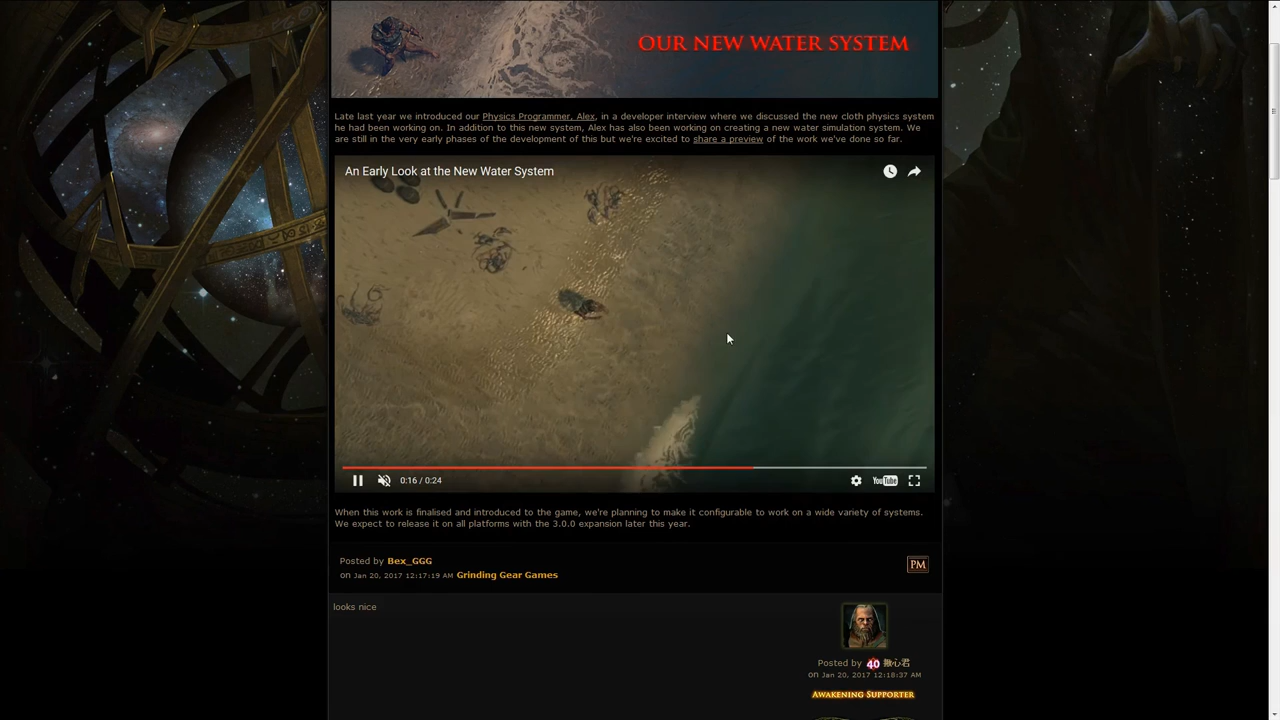 OUR NEW WATER SYSTEM
Late last year we introduced our Physics Programmer, Alex, in a developer interview where we discussed the new cloth physics system
he had been working on. In addition to this new system, Alex has also been working on creating a new water simulation system. We
are still in the very early phases of the development of this but we're excited to share a preview of the work we've done so far.
An Early Look at the New Water System
0:16 / 0:24
YouTube
When this work is finalised and introduced to the game, we're planning to make it configurable to work on a wide variety of systems.
We expect to release it on all platforms with the 3.0.0 expansion later this year.
Posted by Bex_GGG
on Jan 20, 2017 12:17:19 AM Grinding Gear Games
PM
looks nice
Posted by 40 揪心君
on Jan 20, 2017 12:18:37 AM
AWAKENING SUPPORTER